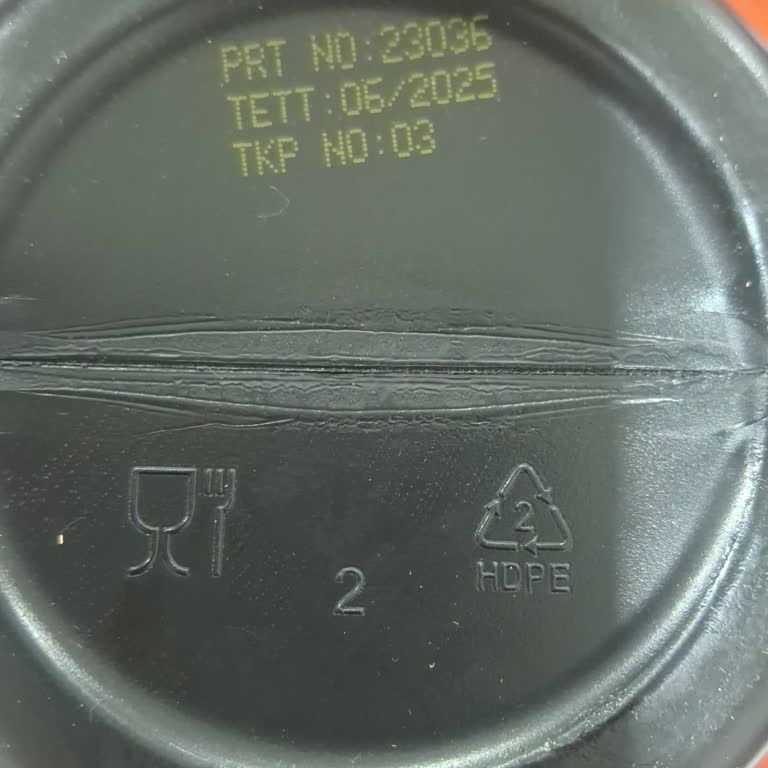 PRT NO:23036
TETT:06/2025
TKP NO:03
2
HDPE
2